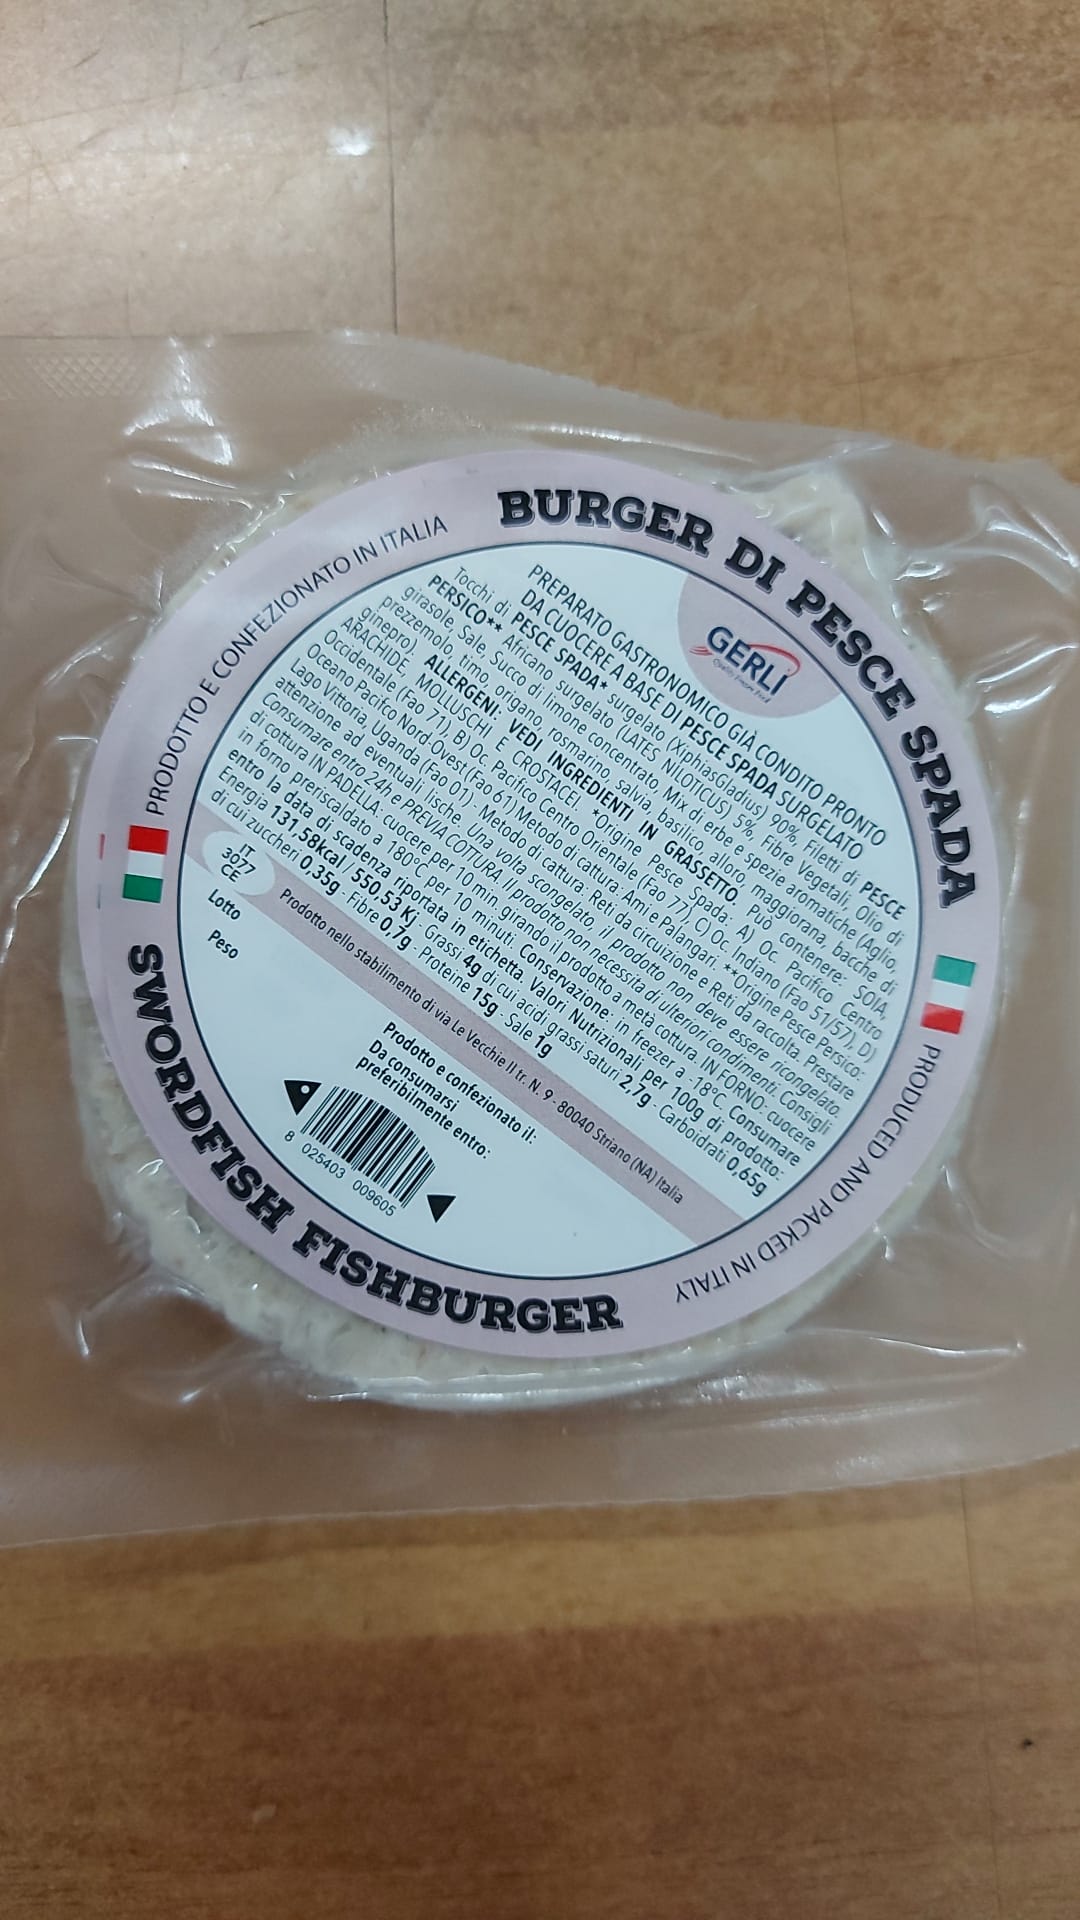 BURGER DI PESCE SPADA
PRODOTTO E CONFEZIONATO IN ITALIA
GERLI
PREPARATO GASTRONOMICO GIÀ CONDITO PRONTO
DA CUOCERE A BASE DI PESCE SPADA SURGELATO
Tocchi di PESCE SPADA* surgelato (XiphiasGladius) 90%, Filetti di PESCE
PERSICO** Africano surgelato (LATES NILOTICUS) 5%, Fibre Vegetali, Olio di
girasole, Sale, Succo di limone concentrato, Mix di erbe e spezie aromatiche (Aglio,
prezzemolo, timo, origano, rosmarino, salvia, basilico, alloro, maggiorana, bacche di
ginepro). ALLERGENI: VEDI INGREDIENTI IN GRASSETTO. Può contenere: SOIA,
ARACHIDE, MOLLUSCHI E CROSTACEI. *Origine Pesce Spada: A) Oc. Pacifico Centro
Occidentale (Fao 71), B) Oc. Pacifico Centro Orientale (Fao 77), C) Oc. Indiano (Fao 51/57), D)
Oceano Pacifco Nord-Ovest (Fao 61) Metodo di cattura: Ami e Palangari. **Origine Pesce Persico:
Lago Vittoria, Uganda (Fao 01) - Metodo di cattura: Reti da circuizione e Reti da raccolta. Prestare
attenzione ad eventuali lische. Una volta scongelato, il prodotto non deve essere ricongelato.
Consumare entro 24h e PREVIA COTTURA. Il prodotto non necessita di ulteriori condimenti. Consigli
di cottura IN PADELLA: cuocere per 10 min. girando il prodotto a metà cottura. IN FORNO: cuocere
in forno preriscaldato a 180°C per 10 minuti. Conservazione: in freezer a -18°C. Consumare
entro la data di scadenza riportata in etichetta. Valori Nutrizionali per 100g di prodotto:
Energia 131,58kcal / 550,53 Kj - Grassi 4g di cui acidi grassi saturi 2,7g - Carboidrati 0,65g
di cui zuccheri 0,35g - Fibre 0,7g - Proteine 15g - Sale 1g
IT
3077
CE
Prodotto nello stabilimento di via Le Vecchie II tr. N. 9 - 80040 Striano (NA) Italia
Lotto
Peso
Prodotto e confezionato il:
Da consumarsi
preferibilmente entro:
8 025403 009605
SWORDFISH FISHBURGER
PRODUCED AND PACKED IN ITALY